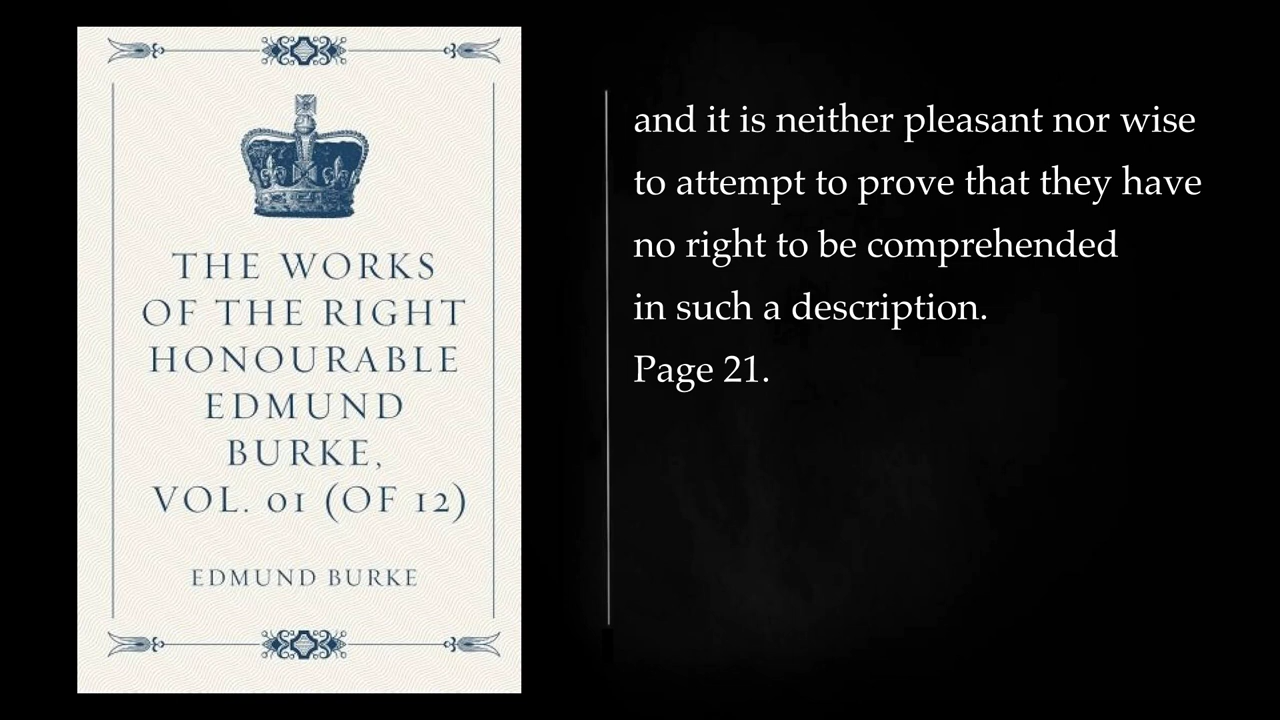 THE WORKS
OF THE RIGHT
HONOURABLE
EDMUND
BURKE,
VOL. 01 (OF 12)
EDMUND BURKE
and it is neither pleasant nor wise
to attempt to prove that they have
no right to be comprehended
in such a description.
Page 21.